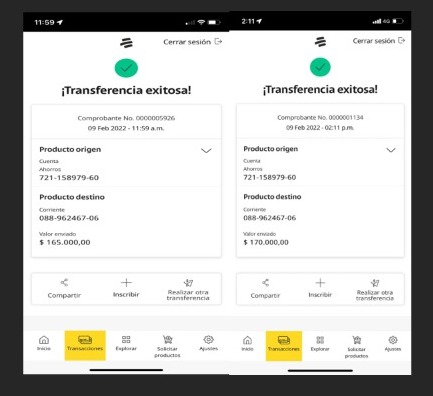 11:59
Cerrar sesión
¡Transferencia exitosa!
Comprobante No. 0000005926
09 Feb 2022 - 11:59 a.m.
Producto origen
Cuenta
Ahorros
721-158979-60
Producto destino
Corriente
088-962467-06
Valor enviado
$ 165.000,00
Compartir
Inscribir
Realizar otra
transferencia
Inicio
Transacciones
Explorar
Solicitar
productos
Ajustes
2:11
4G
Cerrar sesión
¡Transferencia exitosa!
Comprobante No. 0000001134
09 Feb 2022 - 02:11 p.m.
Producto origen
Cuenta
Ahorros
721-158979-60
Producto destino
Corriente
088-962467-06
Valor enviado
$ 170.000,00
Compartir
Inscribir
Realizar otra
transferencia
Inicio
Transacciones
Explorar
Solicitar
productos
Ajustes